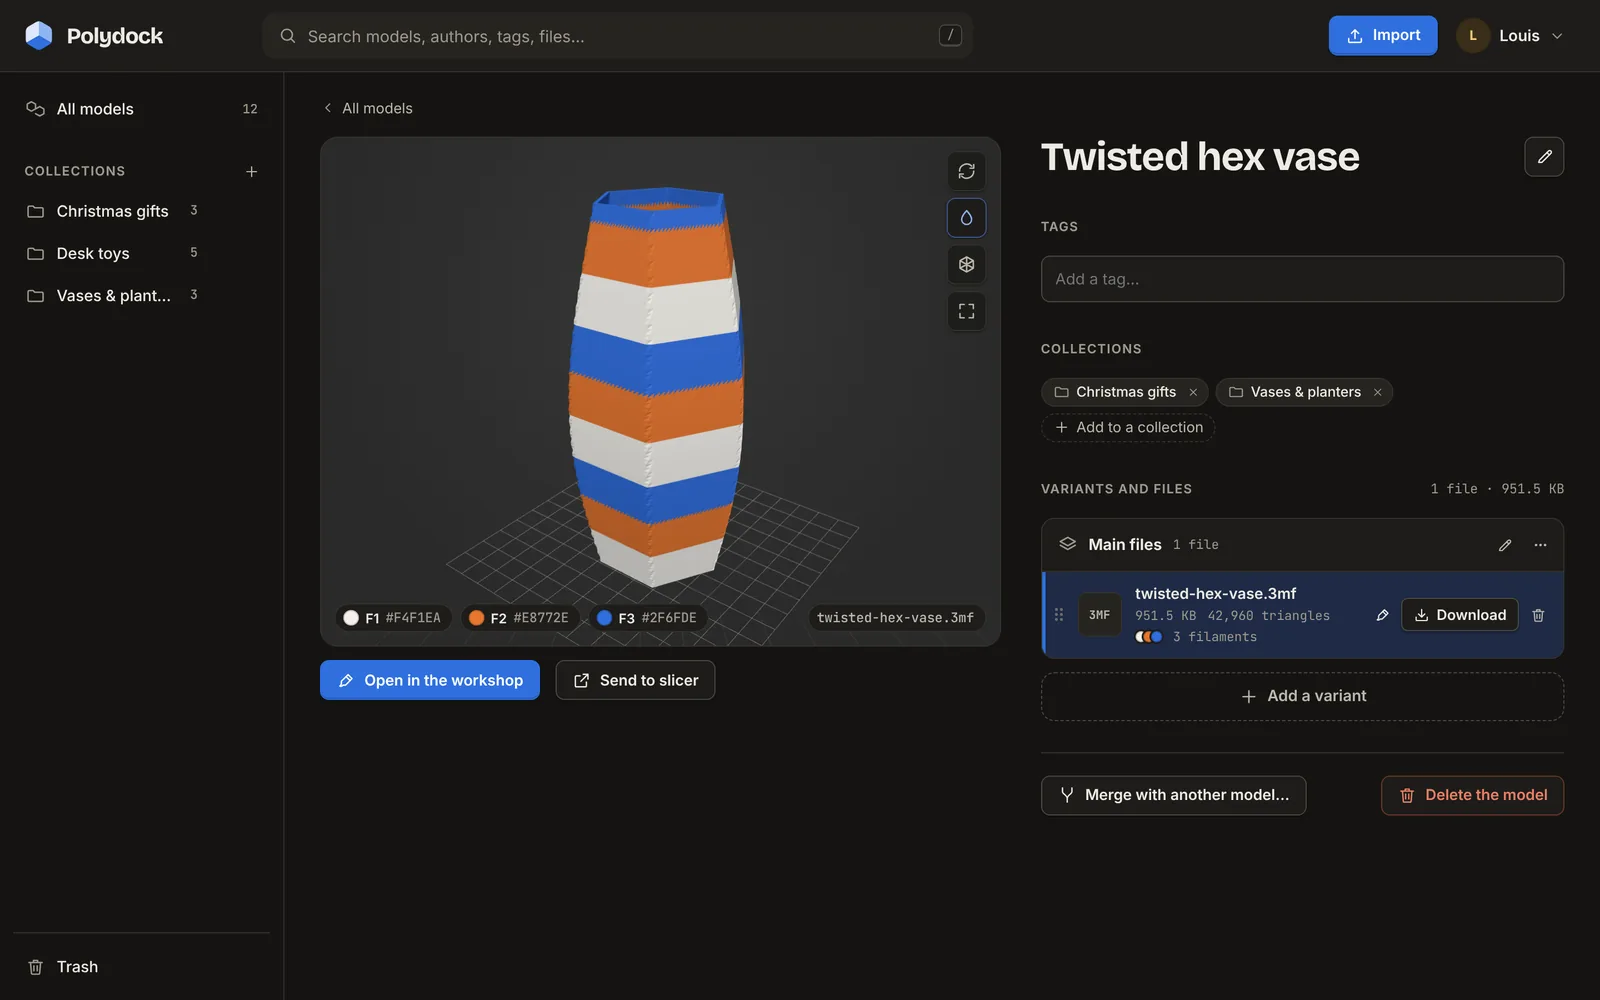 Polydock
Search models, authors, tags, files...
/
Import
L
Louis
All models
12
COLLECTIONS
Christmas gifts
3
Desk toys
5
Vases & plant...
3
Trash
All models
F1 #F4F1EA
F2 #E8772E
F3 #2F6FDE
twisted-hex-vase.3mf
Open in the workshop
Send to slicer
Twisted hex vase
TAGS
Add a tag...
COLLECTIONS
Christmas gifts
Vases & planters
Add to a collection
VARIANTS AND FILES
1 file · 951.5 KB
Main files 1 file
3MF
twisted-hex-vase.3mf
951.5 KB 42,960 triangles
3 filaments
Download
Add a variant
Merge with another model...
Delete the model